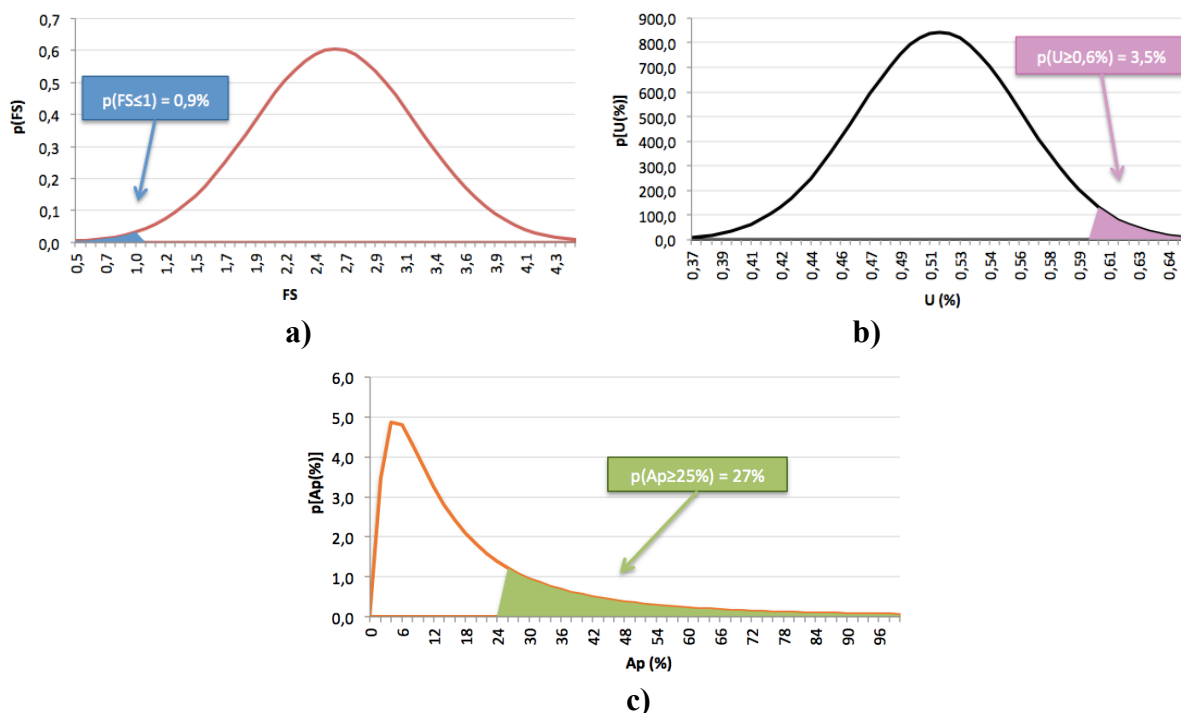 0,7
0,6
0,5
0,4
0,3
0,2
0,1
0,0
p(FS)
p(FS≤1) = 0,9%
0,5 0,7 1,0 1,2 1,5 1,7 1,9 2,2 2,4 2,7 2,9 3,1 3,4 3,6 3,9 4,1 4,3
FS
a)
900,0
800,0
700,0
600,0
500,0
400,0
300,0
200,0
100,0
0,0
p[U(%)]
p(U≥0,6%) = 3,5%
0,37 0,39 0,41 0,42 0,44 0,46 0,47 0,49 0,51 0,53 0,54 0,56 0,58 0,59 0,61 0,63 0,64
U (%)
b)
6,0
5,0
4,0
3,0
2,0
1,0
0,0
p[Ap(%)]
p(Ap≥25%) = 27%
0 6 12 18 24 30 36 42 48 54 60 66 72 78 84 90 96
Ap (%)
c)